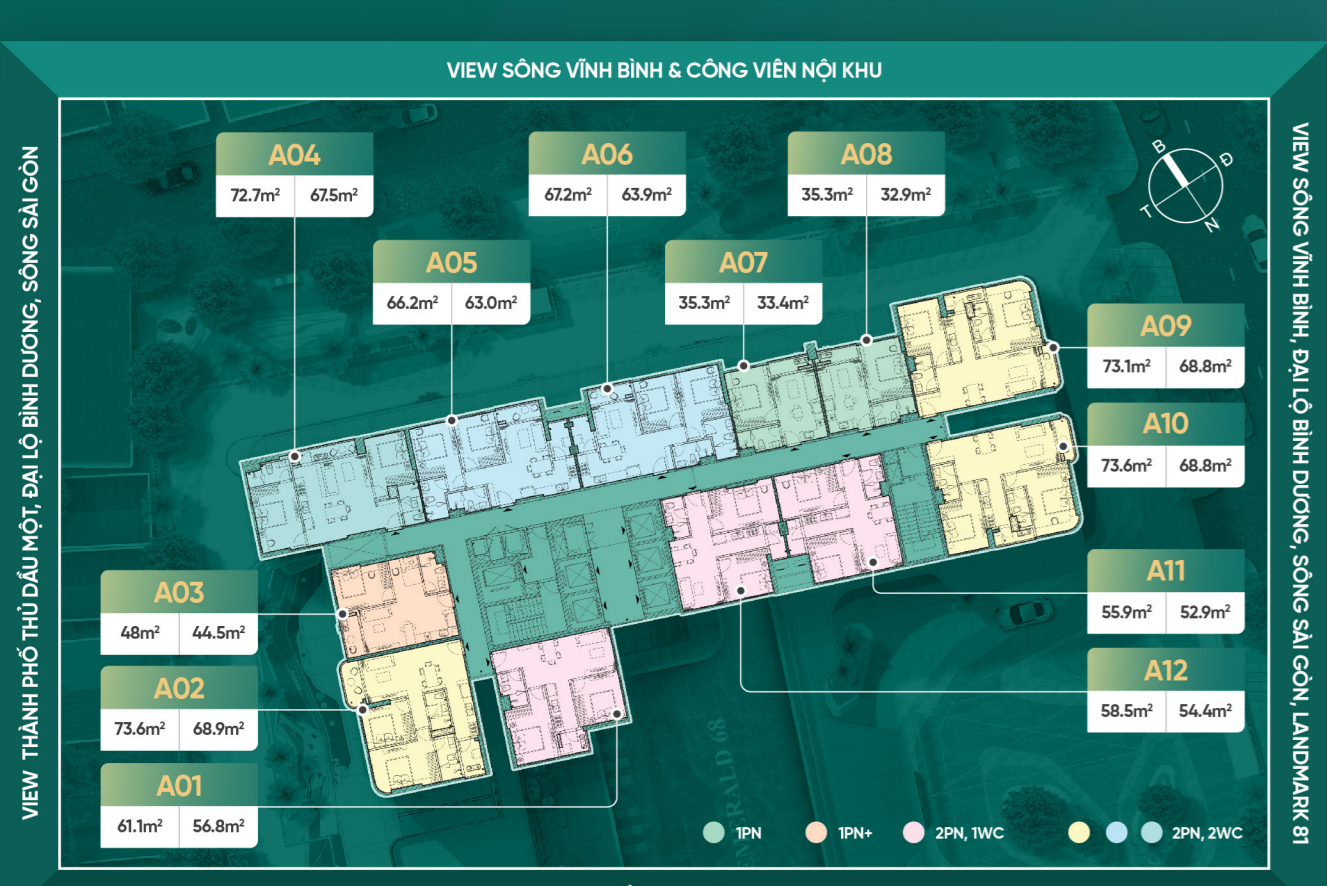 VIEW SÔNG VĨNH BÌNH & CÔNG VIÊN NỘI KHU
VIEW THÀNH PHỐ THỦ DẦU MỘT, ĐẠI LỘ BÌNH DƯƠNG, SÔNG SÀI GÒN
VIEW SÔNG VĨNH BÌNH, ĐẠI LỘ BÌNH DƯƠNG, SÔNG SÀI GÒN, LANDMARK 81
A04
72.7m² 67.5m²
A06
67.2m² 63.9m²
A08
35.3m² 32.9m²
B
Đ
T
N
A05
66.2m² 63.0m²
A07
35.3m² 33.4m²
A09
73.1m² 68.8m²
A10
73.6m² 68.8m²
A03
48m² 44.5m²
A11
55.9m² 52.9m²
A02
73.6m² 68.9m²
A12
58.5m² 54.4m²
A01
61.1m² 56.8m²
1PN 1PN+ 2PN, 1WC 2PN, 2WC